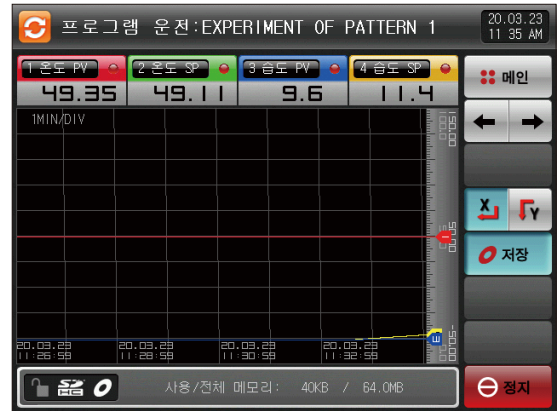 프로그램 운전:EXPERIMENT OF PATTERN 1
20.03.23
11 35 AM
1 온도 PV
2 온도 SP
3 습도 PV
4 습도 SP
49.35
49.11
9.6
11.4
메인
1MIN/DIV
150.00
X
Y
저장
20.03.23
11:26:59
20.03.23
11:28:59
20.03.23
11:30:59
20.03.23
11:32:59
SD HG
사용/전체 메모리: 40KB / 64.0MB
정지